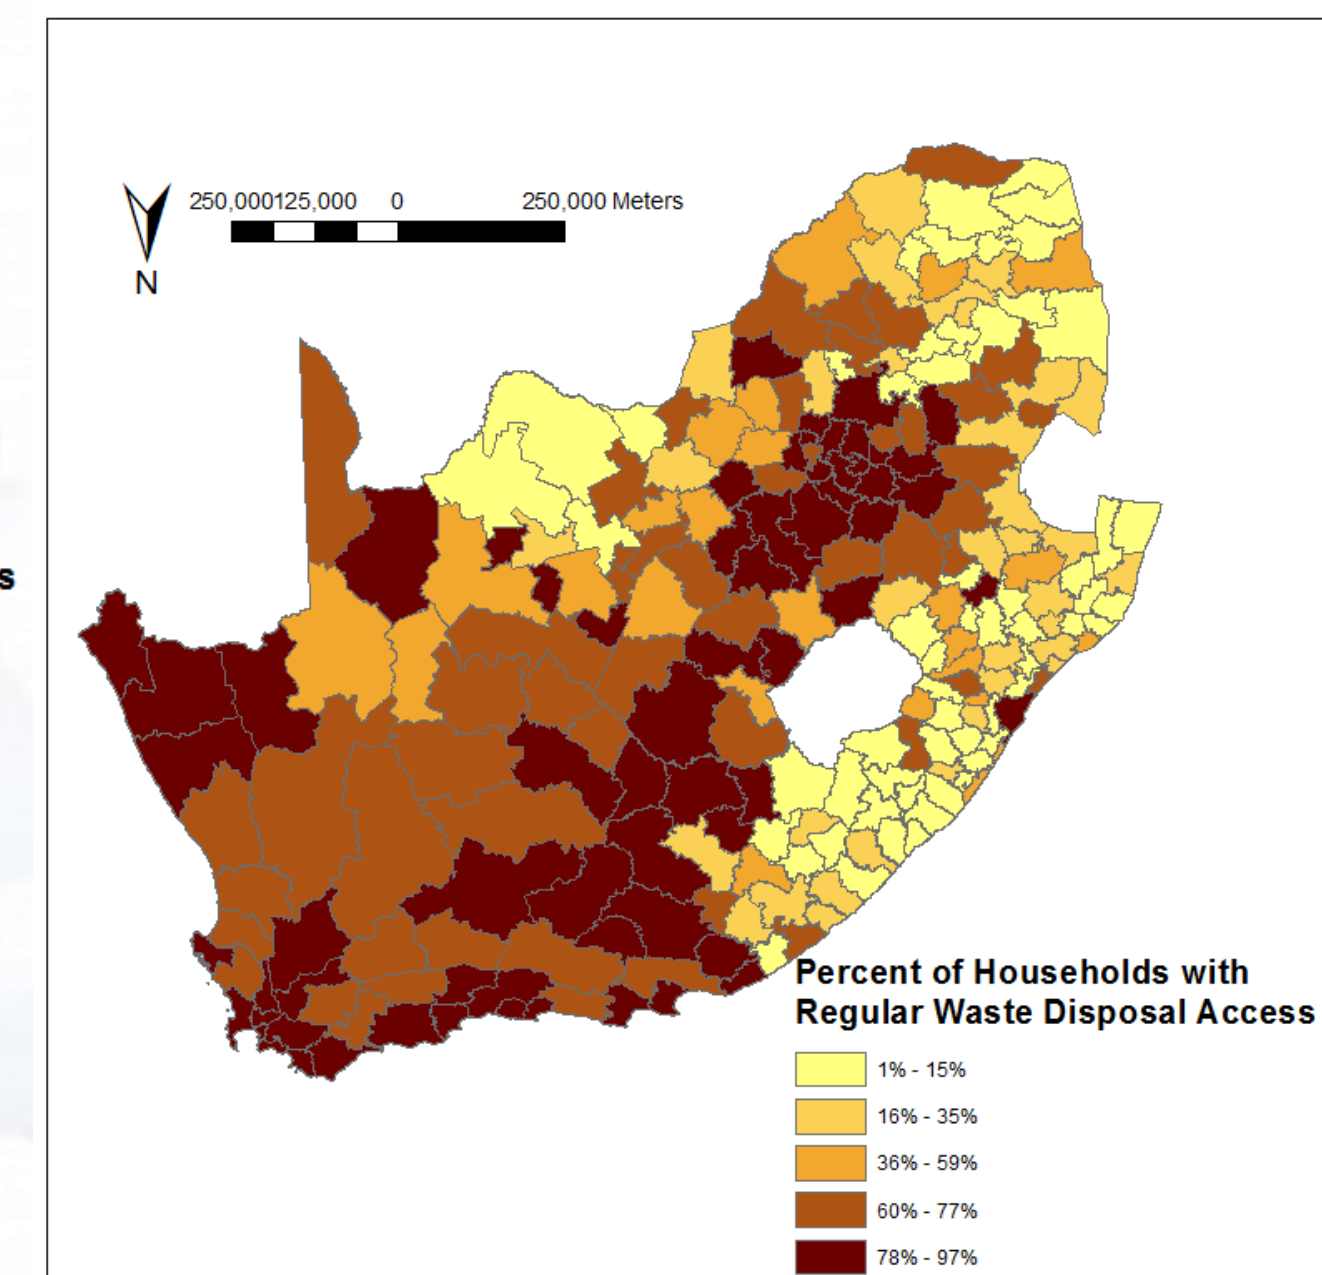 250,000125,000 0 250,000 Meters
N
s
Percent of Households with
Regular Waste Disposal Access
1% - 15%
16% - 35%
36% - 59%
60% - 77%
78% - 97%